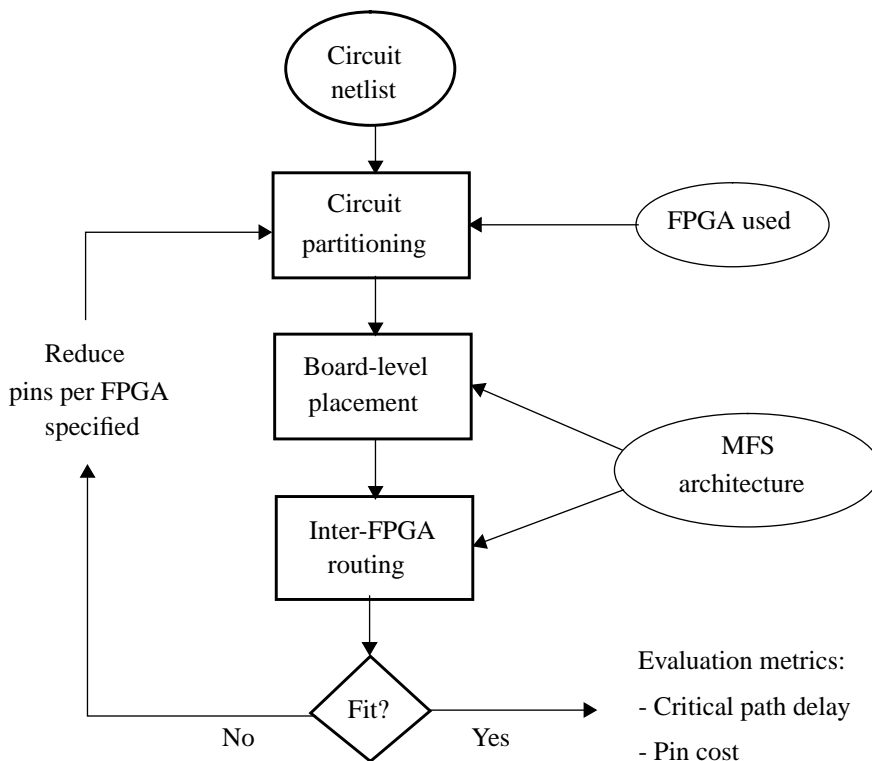 Circuit
netlist
Circuit
partitioning
FPGA used
Reduce
pins per FPGA
specified
Board-level
placement
MFS
architecture
Inter-FPGA
routing
Fit?
No
Yes
Evaluation metrics:
- Critical path delay
- Pin cost